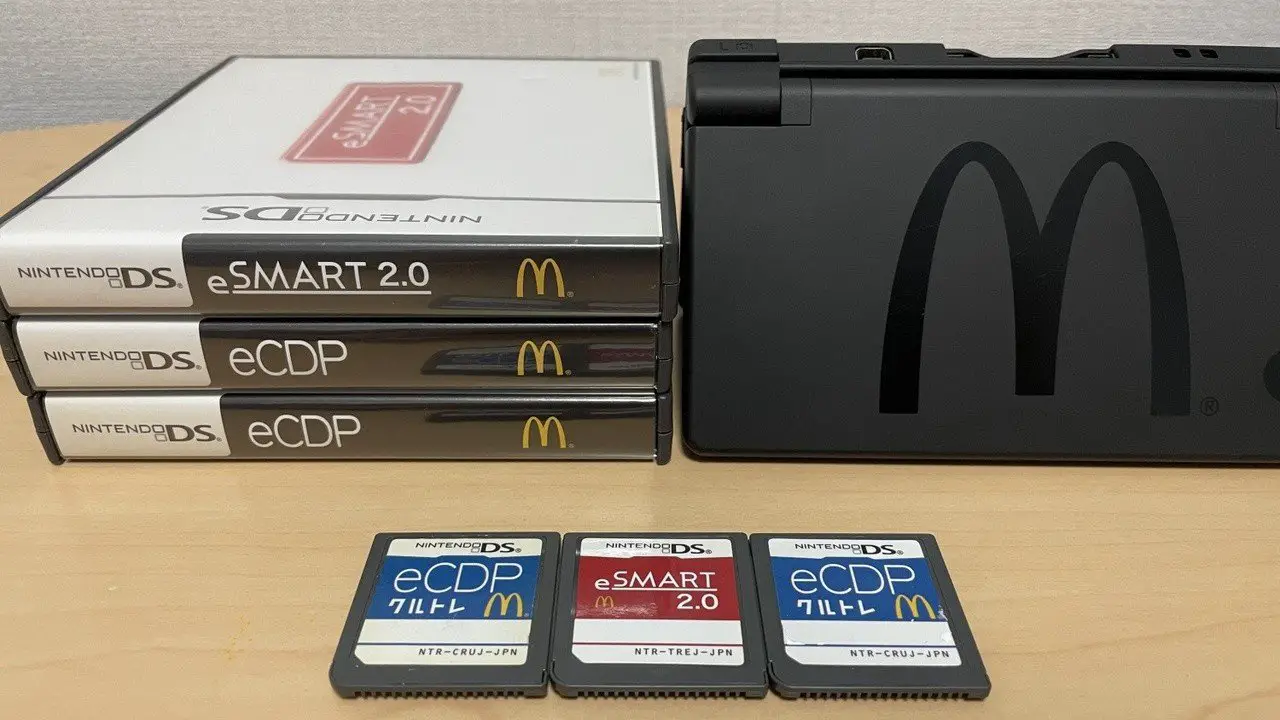 eSMART
2.0
NINTENDO DS
NINTENDO DS®
eSMART 2.0
M®
NINTENDO DS®
eCDP
M®
NINTENDO DS®
eCDP
M®
L
M®
NINTENDO DS®
eCDP
クルトレ M
NTR-CRUJ-JPN
NINTENDO DS®
eSMART
M 2.0
NTR-TREJ-JPN
NINTENDO DS®
eCDP
クルトレ M
NTR-CRUJ-JPN